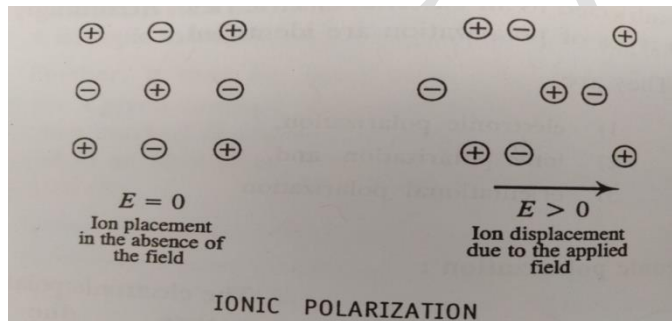 + − + + − +
− + − − + −
+ − + + − +
E = 0
Ion placement
in the absence of
the field
E > 0
Ion displacement
due to the applied
field
IONIC POLARIZATION